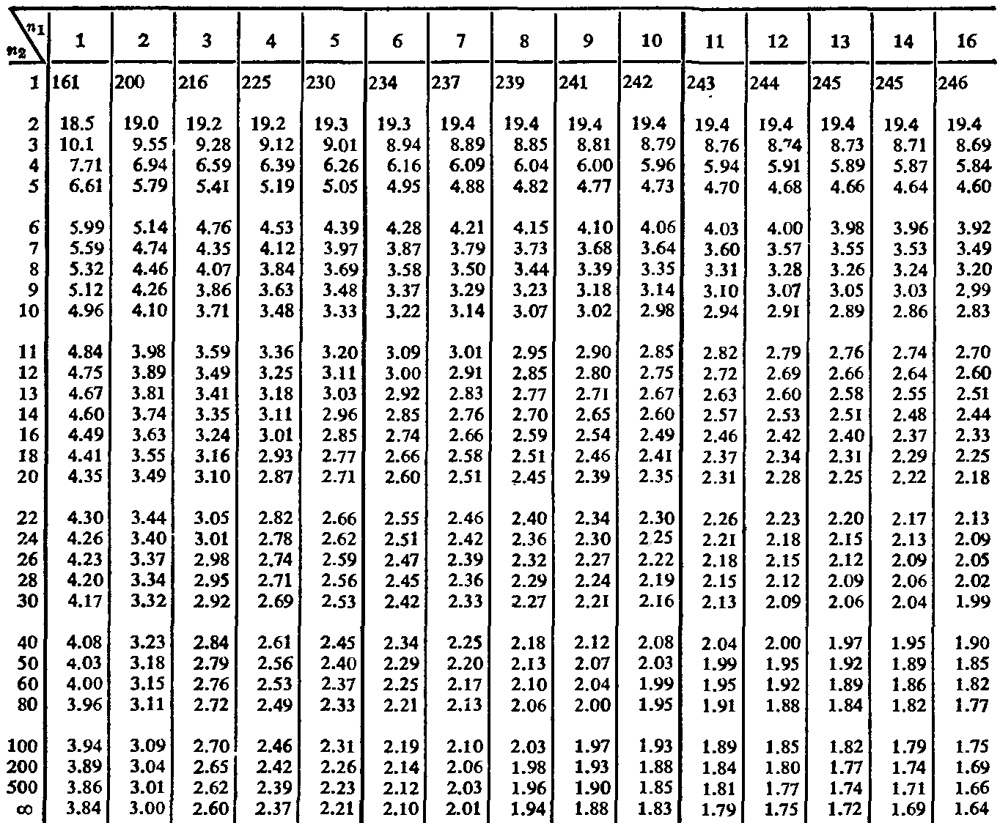 n1 1 2 3 4 5 6 7 8 9 10 11 12 13 14 16
n2
1 161 200 216 225 230 234 237 239 241 242 243 244 245 245 246
2 18.5 19.0 19.2 19.2 19.3 19.3 19.4 19.4 19.4 19.4 19.4 19.4 19.4 19.4 19.4
3 10.1 9.55 9.28 9.12 9.01 8.94 8.89 8.85 8.81 8.79 8.76 8.74 8.73 8.71 8.69
4 7.71 6.94 6.59 6.39 6.26 6.16 6.09 6.04 6.00 5.96 5.94 5.91 5.89 5.87 5.84
5 6.61 5.79 5.41 5.19 5.05 4.95 4.88 4.82 4.77 4.73 4.70 4.68 4.66 4.64 4.60
6 5.99 5.14 4.76 4.53 4.39 4.28 4.21 4.15 4.10 4.06 4.03 4.00 3.98 3.96 3.92
7 5.59 4.74 4.35 4.12 3.97 3.87 3.79 3.73 3.68 3.64 3.60 3.57 3.55 3.53 3.49
8 5.32 4.46 4.07 3.84 3.69 3.58 3.50 3.44 3.39 3.35 3.31 3.28 3.26 3.24 3.20
9 5.12 4.26 3.86 3.63 3.48 3.37 3.29 3.23 3.18 3.14 3.10 3.07 3.05 3.03 2.99
10 4.96 4.10 3.71 3.48 3.33 3.22 3.14 3.07 3.02 2.98 2.94 2.91 2.89 2.86 2.83
11 4.84 3.98 3.59 3.36 3.20 3.09 3.01 2.95 2.90 2.85 2.82 2.79 2.76 2.74 2.70
12 4.75 3.89 3.49 3.25 3.11 3.00 2.91 2.85 2.80 2.75 2.72 2.69 2.66 2.64 2.60
13 4.67 3.81 3.41 3.18 3.03 2.92 2.83 2.77 2.71 2.67 2.63 2.60 2.58 2.55 2.51
14 4.60 3.74 3.35 3.11 2.96 2.85 2.76 2.70 2.65 2.60 2.57 2.53 2.51 2.48 2.44
16 4.49 3.63 3.24 3.01 2.85 2.74 2.66 2.59 2.54 2.49 2.46 2.42 2.40 2.37 2.33
18 4.41 3.55 3.16 2.93 2.77 2.66 2.58 2.51 2.46 2.41 2.37 2.34 2.31 2.29 2.25
20 4.35 3.49 3.10 2.87 2.71 2.60 2.51 2.45 2.39 2.35 2.31 2.28 2.25 2.22 2.18
22 4.30 3.44 3.05 2.82 2.66 2.55 2.46 2.40 2.34 2.30 2.26 2.23 2.20 2.17 2.13
24 4.26 3.40 3.01 2.78 2.62 2.51 2.42 2.36 2.30 2.25 2.21 2.18 2.15 2.13 2.09
26 4.23 3.37 2.98 2.74 2.59 2.47 2.39 2.32 2.27 2.22 2.18 2.15 2.12 2.09 2.05
28 4.20 3.34 2.95 2.71 2.56 2.45 2.36 2.29 2.24 2.19 2.15 2.12 2.09 2.06 2.02
30 4.17 3.32 2.92 2.69 2.53 2.42 2.33 2.27 2.21 2.16 2.13 2.09 2.06 2.04 1.99
40 4.08 3.23 2.84 2.61 2.45 2.34 2.25 2.18 2.12 2.08 2.04 2.00 1.97 1.95 1.90
50 4.03 3.18 2.79 2.56 2.40 2.29 2.20 2.13 2.07 2.03 1.99 1.95 1.92 1.89 1.85
60 4.00 3.15 2.76 2.53 2.37 2.25 2.17 2.10 2.04 1.99 1.95 1.92 1.89 1.86 1.82
80 3.96 3.11 2.72 2.49 2.33 2.21 2.13 2.06 2.00 1.95 1.91 1.88 1.84 1.82 1.77
100 3.94 3.09 2.70 2.46 2.31 2.19 2.10 2.03 1.97 1.93 1.89 1.85 1.82 1.79 1.75
200 3.89 3.04 2.65 2.42 2.26 2.14 2.06 1.98 1.93 1.88 1.84 1.80 1.77 1.74 1.69
500 3.86 3.01 2.62 2.39 2.23 2.12 2.03 1.96 1.90 1.85 1.81 1.77 1.74 1.71 1.66
∞ 3.84 3.00 2.60 2.37 2.21 2.10 2.01 1.94 1.88 1.83 1.79 1.75 1.72 1.69 1.64